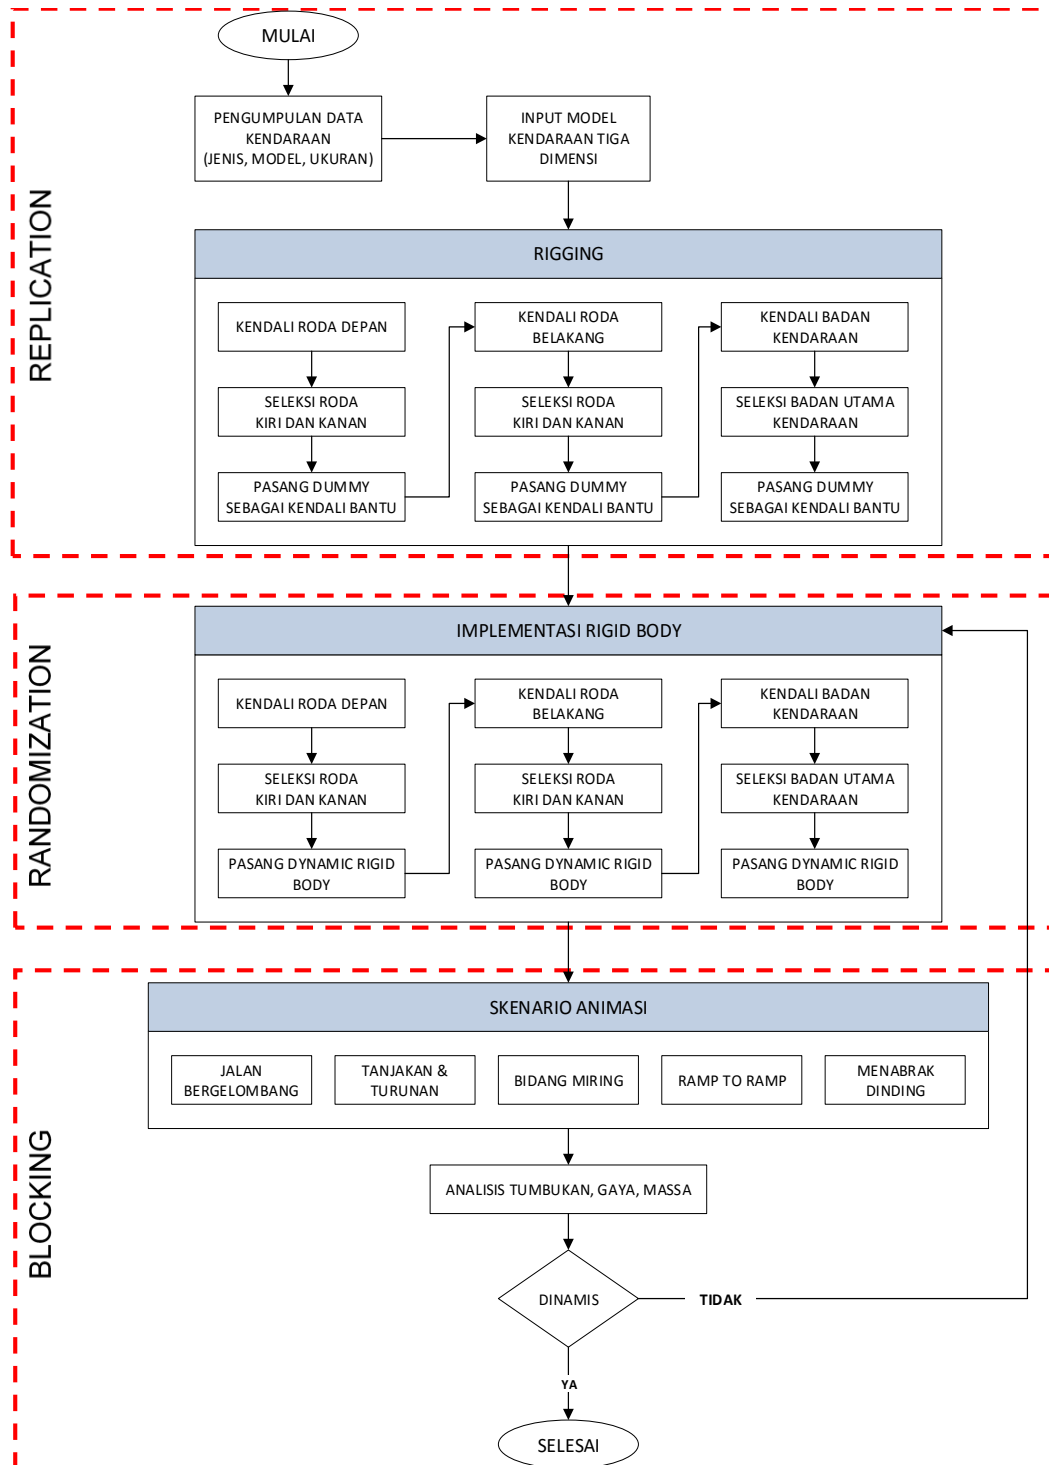 REPLICATION
MULAI
PENGUMPULAN DATA
KENDARAAN
(JENIS, MODEL, UKURAN)
INPUT MODEL
KENDARAAN TIGA
DIMENSI
RIGGING
KENDALI RODA DEPAN
SELEKSI RODA
KIRI DAN KANAN
PASANG DUMMY
SEBAGAI KENDALI BANTU
KENDALI RODA
BELAKANG
SELEKSI RODA
KIRI DAN KANAN
PASANG DUMMY
SEBAGAI KENDALI BANTU
KENDALI BADAN
KENDARAAN
SELEKSI BADAN UTAMA
KENDARAAN
PASANG DUMMY
SEBAGAI KENDALI BANTU
RANDOMIZATION
IMPLEMENTASI RIGID BODY
KENDALI RODA DEPAN
SELEKSI RODA
KIRI DAN KANAN
PASANG DYNAMIC RIGID
BODY
KENDALI RODA
BELAKANG
SELEKSI RODA
KIRI DAN KANAN
PASANG DYNAMIC RIGID
BODY
KENDALI BADAN
KENDARAAN
SELEKSI BADAN UTAMA
KENDARAAN
PASANG DYNAMIC RIGID
BODY
BLOCKING
SKENARIO ANIMASI
JALAN
BERGELOMBANG
TANJAKAN &
TURUNAN
BIDANG MIRING
RAMP TO RAMP
MENABRAK
DINDING
ANALISIS TUMBUKAN, GAYA, MASSA
DINAMIS
TIDAK
YA
SELESAI